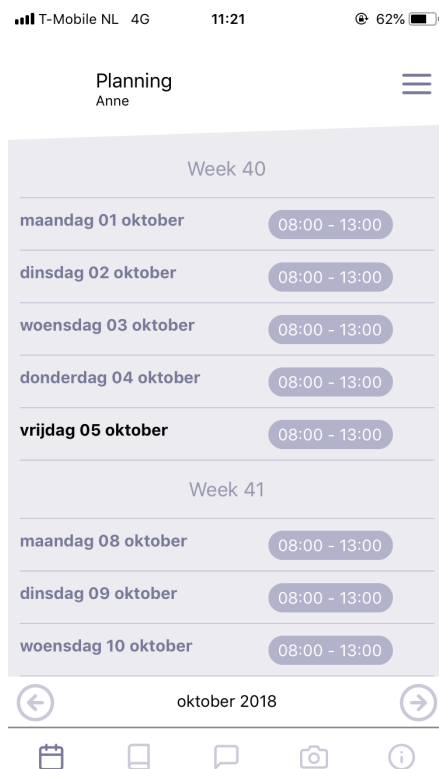 T-Mobile NL 4G 11:21 62%
Planning
Anne
Week 40
maandag 01 oktober 08:00 - 13:00
dinsdag 02 oktober 08:00 - 13:00
woensdag 03 oktober 08:00 - 13:00
donderdag 04 oktober 08:00 - 13:00
vrijdag 05 oktober 08:00 - 13:00
Week 41
maandag 08 oktober 08:00 - 13:00
dinsdag 09 oktober 08:00 - 13:00
woensdag 10 oktober 08:00 - 13:00
oktober 2018